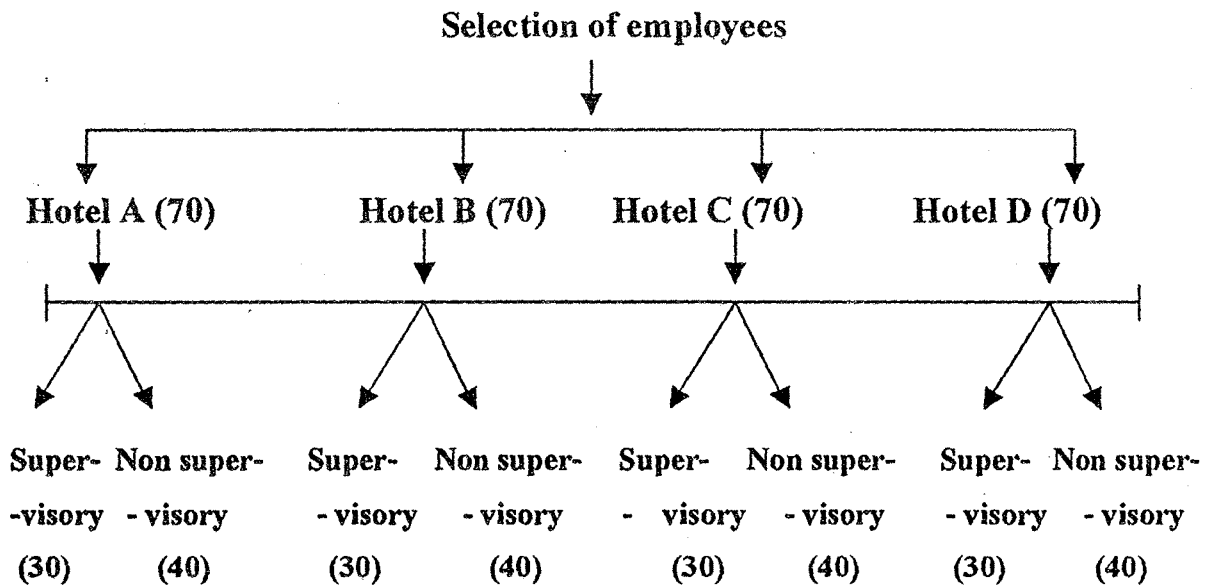 Selection of employees
Hotel A (70) Hotel B (70) Hotel C (70) Hotel D (70)
Super- Non super- Super- Non super- Super- Non super- Super- Non super-
-visory - visory - visory - visory - visory - visory - visory - visory
(30) (40) (30) (40) (30) (40) (30) (40)